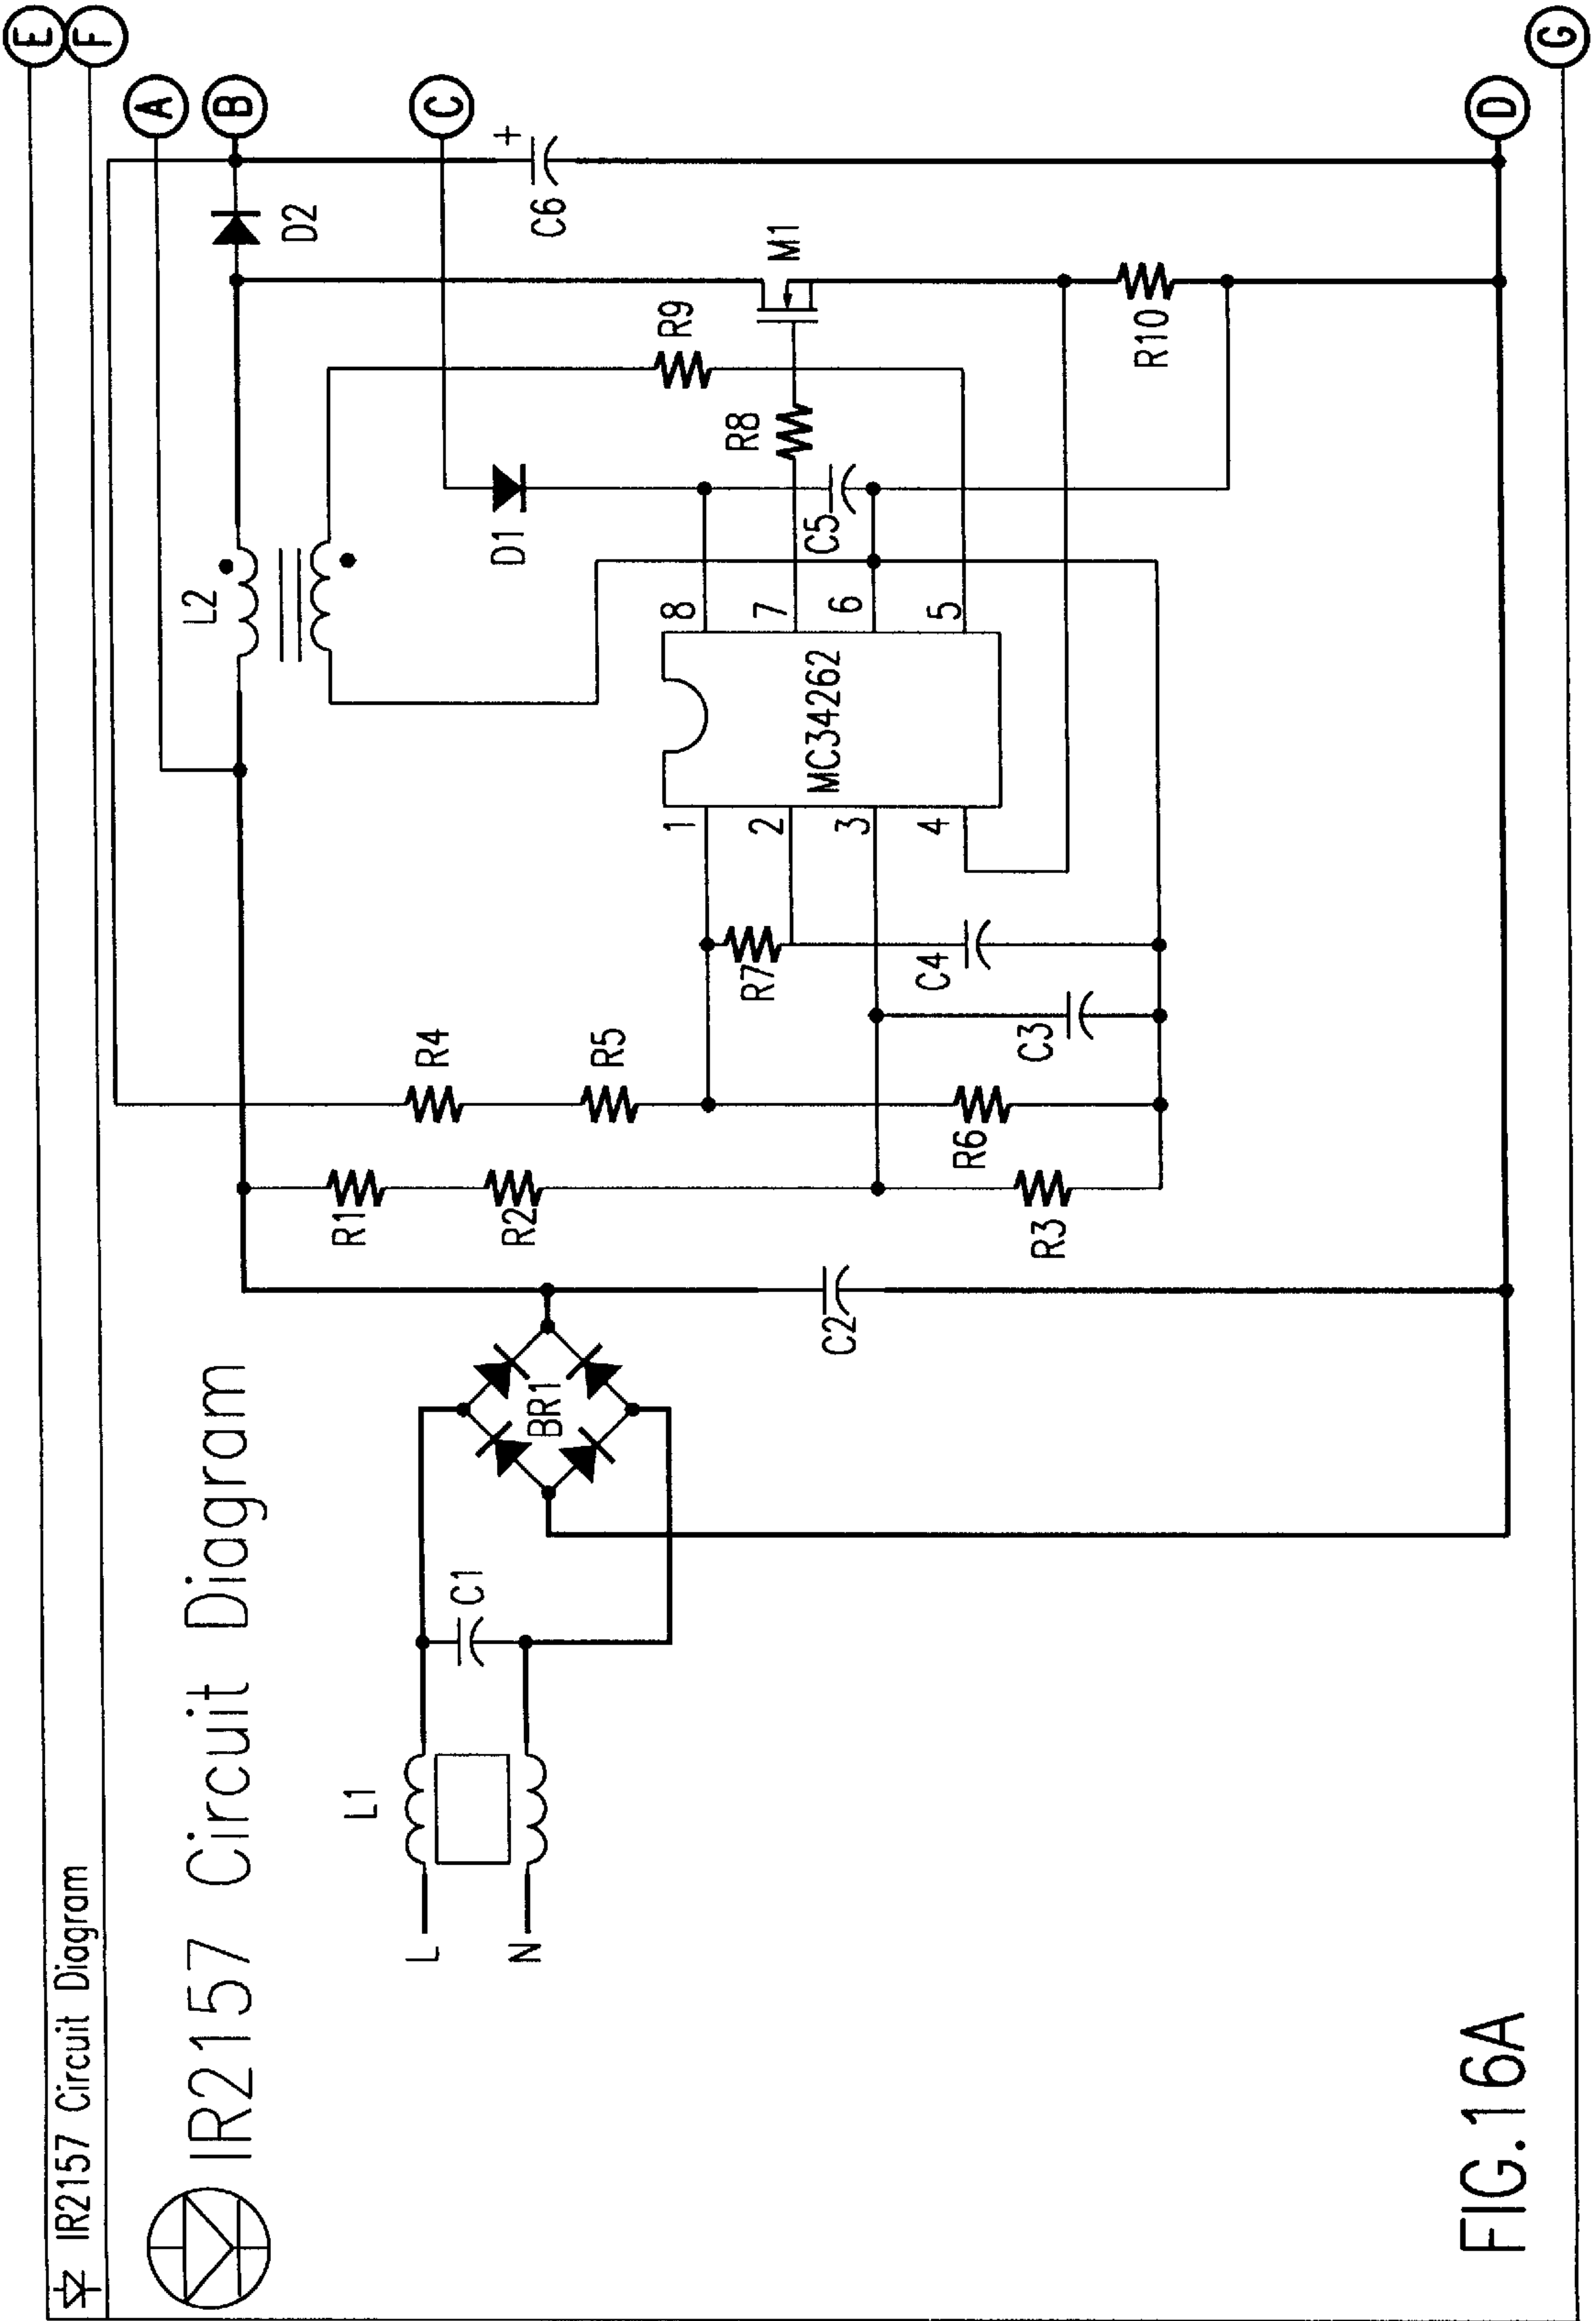 IR2157 Circuit Diagram
E
F
IR2157 Circuit Diagram
A
B
C
D
G
L2
D2
L1
L
N
C1
BR1
R1
R2
R3
R4
R5
R6
R7
C2
C3
C4
1
2
3
4
MC34262
8
7
6
5
D1
C5
R8
R9
M1
C6
+
R10
FIG.16A